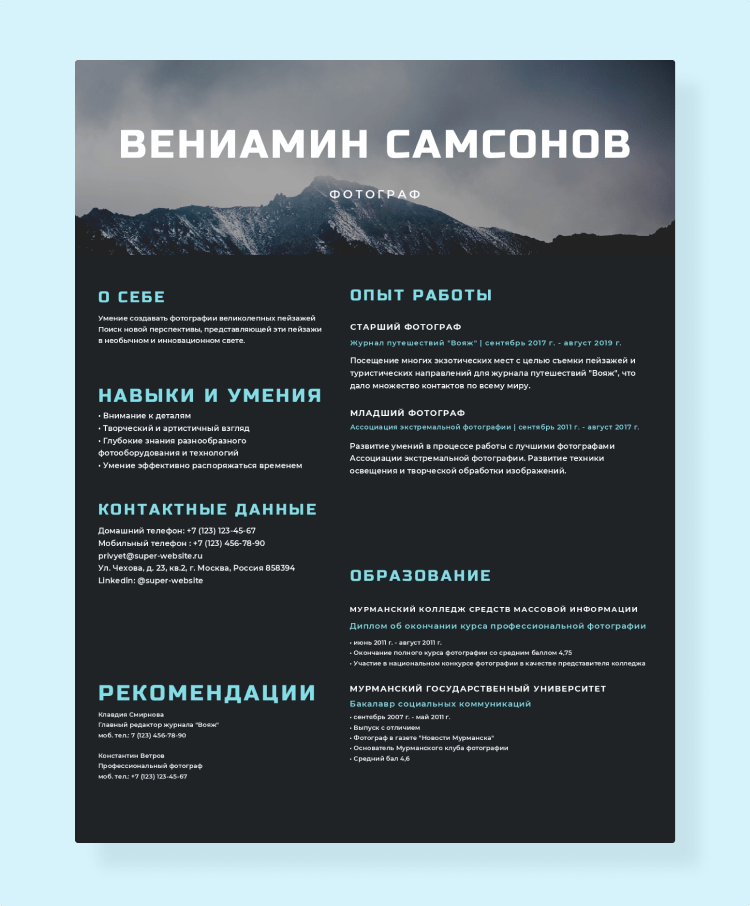 ВЕНИАМИН САМСОНОВ
ФОТОГРАФ
О СЕБЕ
Умение создавать фотографии великолепных пейзажей
Поиск новой перспективы, представляющей эти пейзажи
в необычном и инновационном свете.
НАВЫКИ И УМЕНИЯ
• Внимание к деталям
• Творческий и артистичный взгляд
• Глубокие знания разнообразного
фотооборудования и технологий
• Умение эффективно распоряжаться временем
КОНТАКТНЫЕ ДАННЫЕ
Домашний телефон: +7 (123) 123-45-67
Мобильный телефон : +7 (123) 456-78-90
privyet@super-website.ru
Ул. Чехова, д. 23, кв.2, г. Москва, Россия 858394
Linkedin: @super-website
РЕКОМЕНДАЦИИ
Клавдия Смирнова
Главный редактор журнала "Вояж"
моб. тел.: 7 (123) 456-78-90
Константин Ветров
Профессиональный фотограф
моб. тел.: +7 (123) 123-45-67
ОПЫТ РАБОТЫ
СТАРШИЙ ФОТОГРАФ
Журнал путешествий "Вояж" | сентябрь 2017 г. - август 2019 г.
Посещение многих экзотических мест с целью съемки пейзажей и
туристических направлений для журнала путешествий "Вояж", что
дало множество контактов по всему миру.
МЛАДШИЙ ФОТОГРАФ
Ассоциация экстремальной фотографии | сентябрь 2011 г. - август 2017 г.
Развитие умений в процессе работы с лучшими фотографами
Ассоциации экстремальной фотографии. Развитие техники
освещения и творческой обработки изображений.
ОБРАЗОВАНИЕ
МУРМАНСКИЙ КОЛЛЕДЖ СРЕДСТВ МАССОВОЙ ИНФОРМАЦИИ
Диплом об окончании курса профессиональной фотографии
• июнь 2011 г. - август 2011 г.
• Окончание полного курса фотографии со средним баллом 4,75
• Участие в национальном конкурсе фотографии в качестве представителя колледжа
МУРМАНСКИЙ ГОСУДАРСТВЕННЫЙ УНИВЕРСИТЕТ
Бакалавр социальных коммуникаций
• сентябрь 2007 г. - май 2011 г.
• Выпуск с отличием
• Фотограф в газете "Новости Мурманска"
• Основатель Мурманского клуба фотографии
• Средний бал 4,6